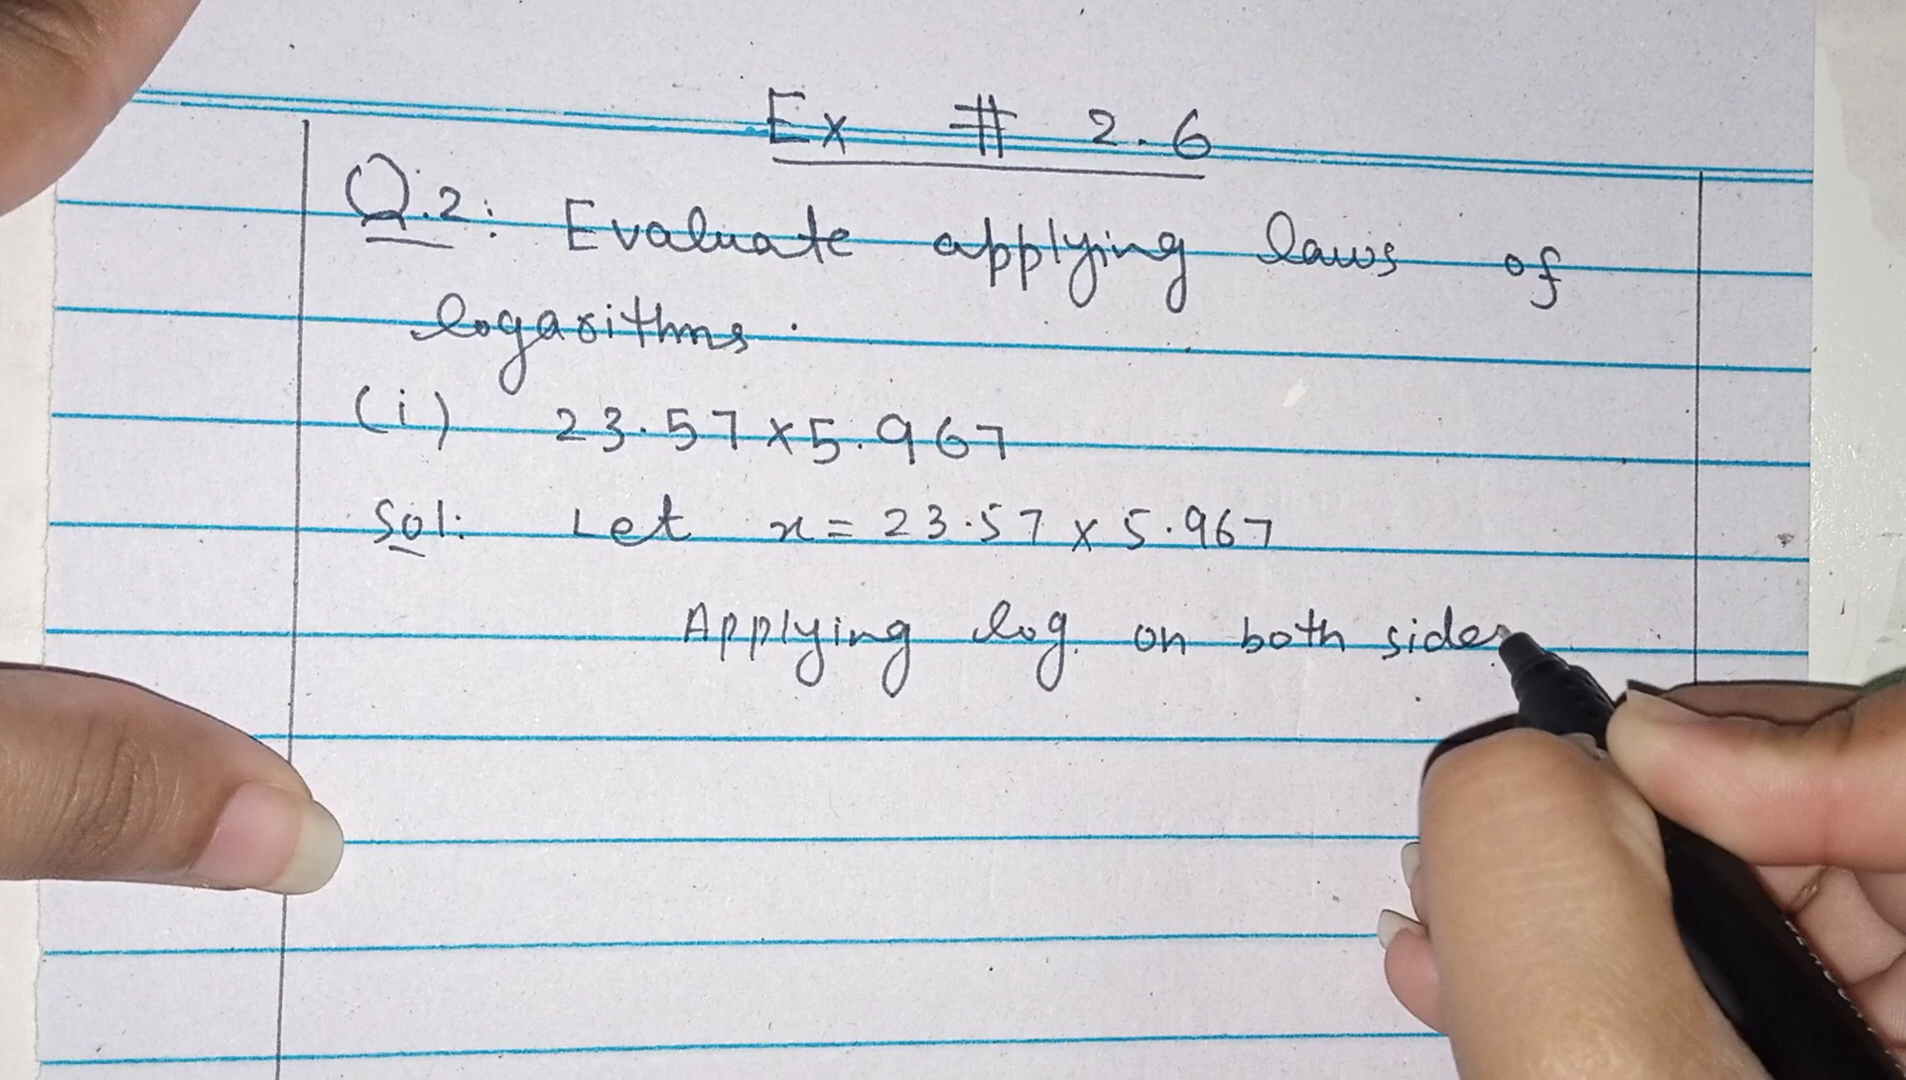 Ex # 2.6
Q.2: Evaluate applying laws of
logarithms.
(i) 23.57×5.967
Sol: Let x = 23.57 × 5.967
Applying log. on both sides